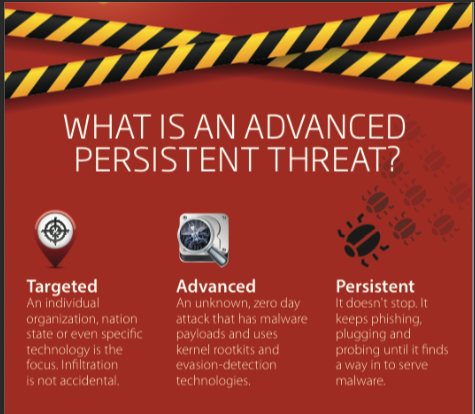 WHAT IS AN ADVANCED
PERSISTENT THREAT?
Targeted
An individual
organization, nation
state or even specific
technology is the
focus. Infiltration
is not accidental.
Advanced
An unknown, zero day
attack that has malware
payloads and uses
kernel rootkits and
evasion-detection
technologies.
Persistent
It doesn't stop. It
keeps phishing,
plugging and
probing until it finds
a way in to serve
malware.